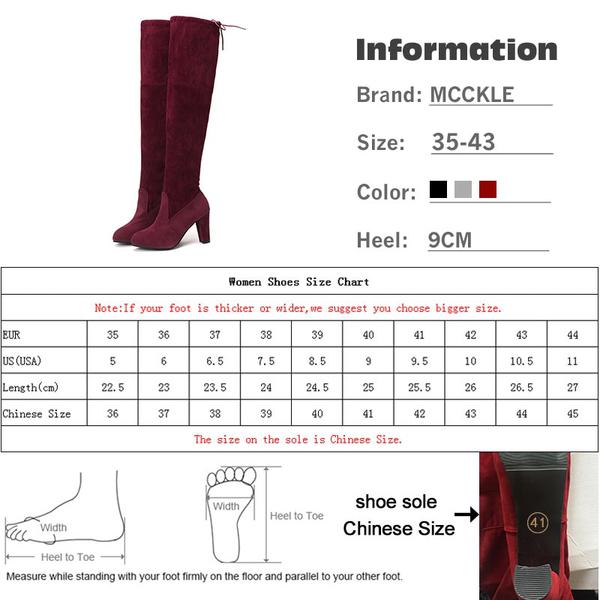 Information
Brand: MCCKLE
Size: 35-43
Color:
Heel: 9CM
Women Shoes Size Chart
Note:If your foot is thicker or wider,we suggest you choose bigger size.
EUR 35 36 37 38 39 40 41 42 43 44
US(USA) 5 6 6.5 7.5 8.5 9 9.5 10 10.5 11
Length(cm) 22.5 23 23.5 24 24.5 25 25.5 26 26.5 27
Chinese Size 36 37 38 39 40 41 42 43 44 45
The size on the sole is Chinese Size.
Width
Heel to Toe
Width
Heel to Toe
shoe sole
Chinese Size
41
Measure while standing with your foot firmly on the floor and parallel to your other foot.